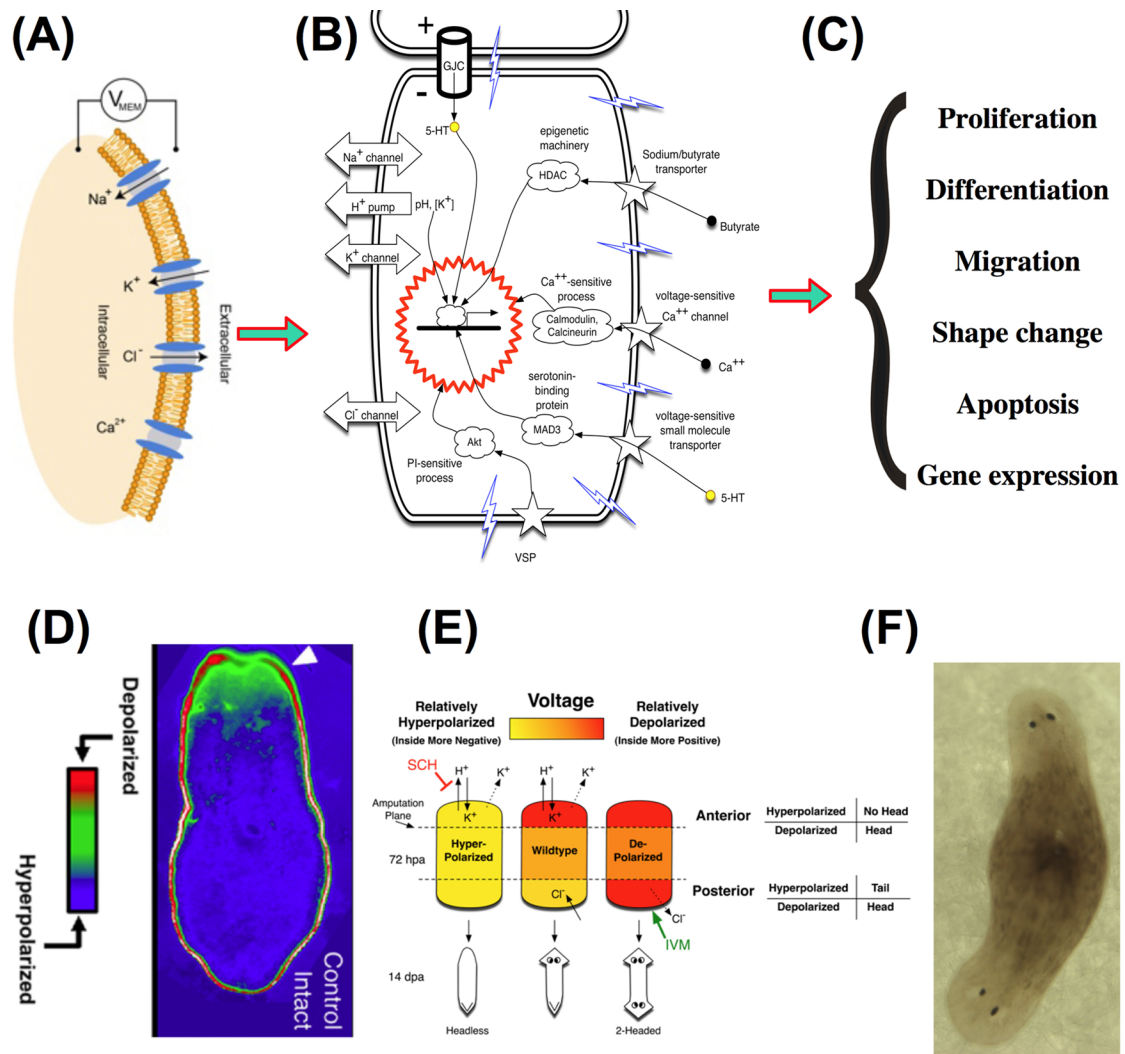 (A)
V MEM
Na+
K+
Cl-
Ca2+
Intracellular
Extracellular
(B)
+
GJC
-
5-HT
Na+ channel
H+ pump
pH, [K+]
K+ channel
Cl- channel
epigenetic
machinery
HDAC
Sodium/butyrate
transporter
Butyrate
Ca++-sensitive
process
Calmodulin,
Calcineurin
voltage-sensitive
Ca++ channel
Ca++
serotonin-
binding
protein
MAD3
voltage-sensitive
small molecule
transporter
5-HT
Akt
PI-sensitive
process
VSP
(C)
Proliferation
Differentiation
Migration
Shape change
Apoptosis
Gene expression
(D)
Depolarized
Hyperpolarized
Control
Intact
(E)
Voltage
Relatively
Hyperpolarized
(Inside More Negative)
Relatively
Depolarized
(Inside More Positive)
SCH
H+
K+
H+
K+
K+
K+
Amputation
Plane
72 hpa
Hyper-
Polarized
Wildtype
De-
Polarized
Cl-
Cl-
IVM
14 dpa
Headless
2-Headed
Anterior
Hyperpolarized No Head
Depolarized Head
Posterior
Hyperpolarized Tail
Depolarized Head
(F)